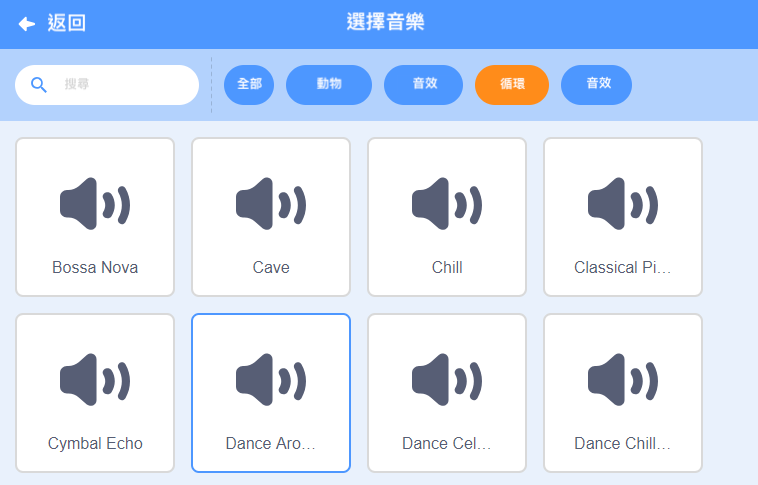 返回
選擇音樂
搜尋
全部
動物
音效
循環
音效
Bossa Nova
Cave
Chill
Classical Pi...
Cymbal Echo
Dance Aro...
Dance Cel...
Dance Chill...